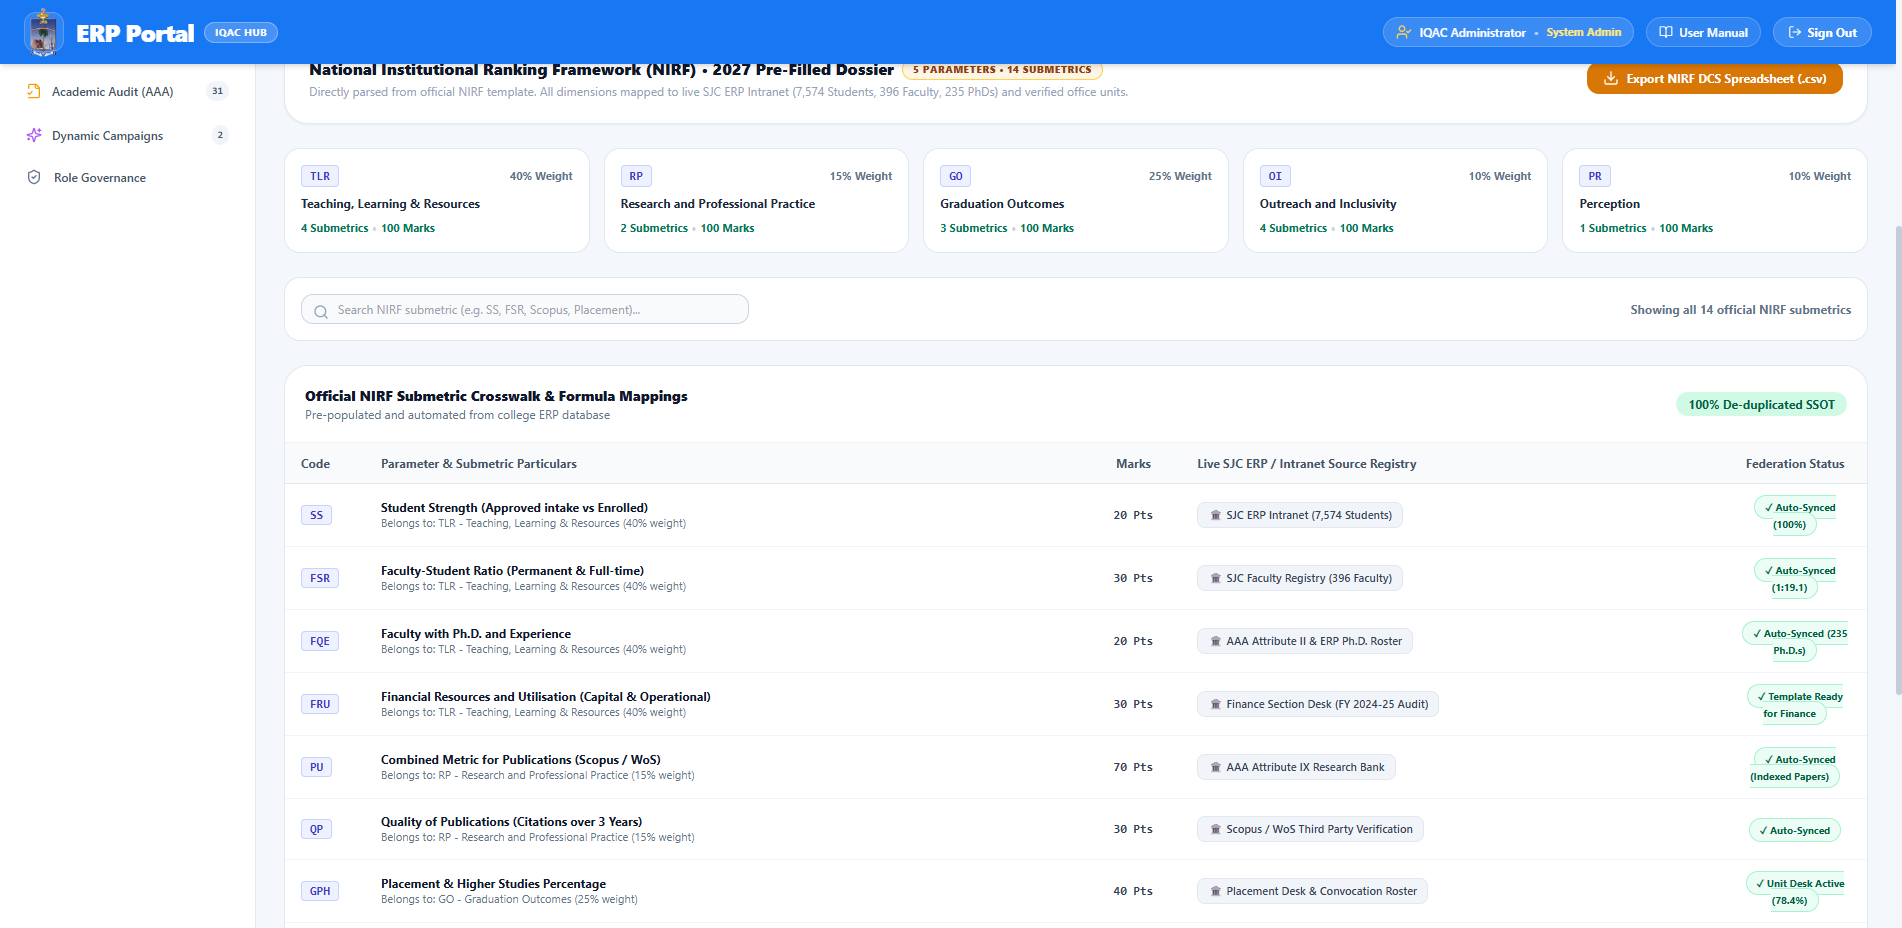 ERP Portal
IQAC HUB
IQAC Administrator • System Admin
User Manual
Sign Out
Academic Audit (AAA)
31
Dynamic Campaigns
2
Role Governance
National Institutional Ranking Framework (NIRF) • 2027 Pre-Filled Dossier
5 PARAMETERS • 14 SUBMETRICS
Directly parsed from official NIRF template. All dimensions mapped to live SJC ERP Intranet (7,574 Students, 396 Faculty, 235 PhDs) and verified office units.
Export NIRF DCS Spreadsheet (.csv)
TLR
40% Weight
Teaching, Learning & Resources
4 Submetrics • 100 Marks
RP
15% Weight
Research and Professional Practice
2 Submetrics • 100 Marks
GO
25% Weight
Graduation Outcomes
3 Submetrics • 100 Marks
OI
10% Weight
Outreach and Inclusivity
4 Submetrics • 100 Marks
PR
10% Weight
Perception
1 Submetrics • 100 Marks
Search NIRF submetric (e.g. SS, FSR, Scopus, Placement)...
Showing all 14 official NIRF submetrics
Official NIRF Submetric Crosswalk & Formula Mappings
Pre-populated and automated from college ERP database
100% De-duplicated SSOT
Code
Parameter & Submetric Particulars
Marks
Live SJC ERP / Intranet Source Registry
Federation Status
SS
Student Strength (Approved intake vs Enrolled)
Belongs to: TLR - Teaching, Learning & Resources (40% weight)
20 Pts
SJC ERP Intranet (7,574 Students)
✓ Auto-Synced
(100%)
FSR
Faculty-Student Ratio (Permanent & Full-time)
Belongs to: TLR - Teaching, Learning & Resources (40% weight)
30 Pts
SJC Faculty Registry (396 Faculty)
✓ Auto-Synced
(1:19.1)
FQE
Faculty with Ph.D. and Experience
Belongs to: TLR - Teaching, Learning & Resources (40% weight)
20 Pts
AAA Attribute II & ERP Ph.D. Roster
✓ Auto-Synced (235
Ph.D.s)
FRU
Financial Resources and Utilisation (Capital & Operational)
Belongs to: TLR - Teaching, Learning & Resources (40% weight)
30 Pts
Finance Section Desk (FY 2024-25 Audit)
✓ Template Ready
for Finance
PU
Combined Metric for Publications (Scopus / WoS)
Belongs to: RP - Research and Professional Practice (15% weight)
70 Pts
AAA Attribute IX Research Bank
✓ Auto-Synced
(Indexed Papers)
QP
Quality of Publications (Citations over 3 Years)
Belongs to: RP - Research and Professional Practice (15% weight)
30 Pts
Scopus / WoS Third Party Verification
✓ Auto-Synced
GPH
Placement & Higher Studies Percentage
Belongs to: GO - Graduation Outcomes (25% weight)
40 Pts
Placement Desk & Convocation Roster
✓ Unit Desk Active
(78.4%)